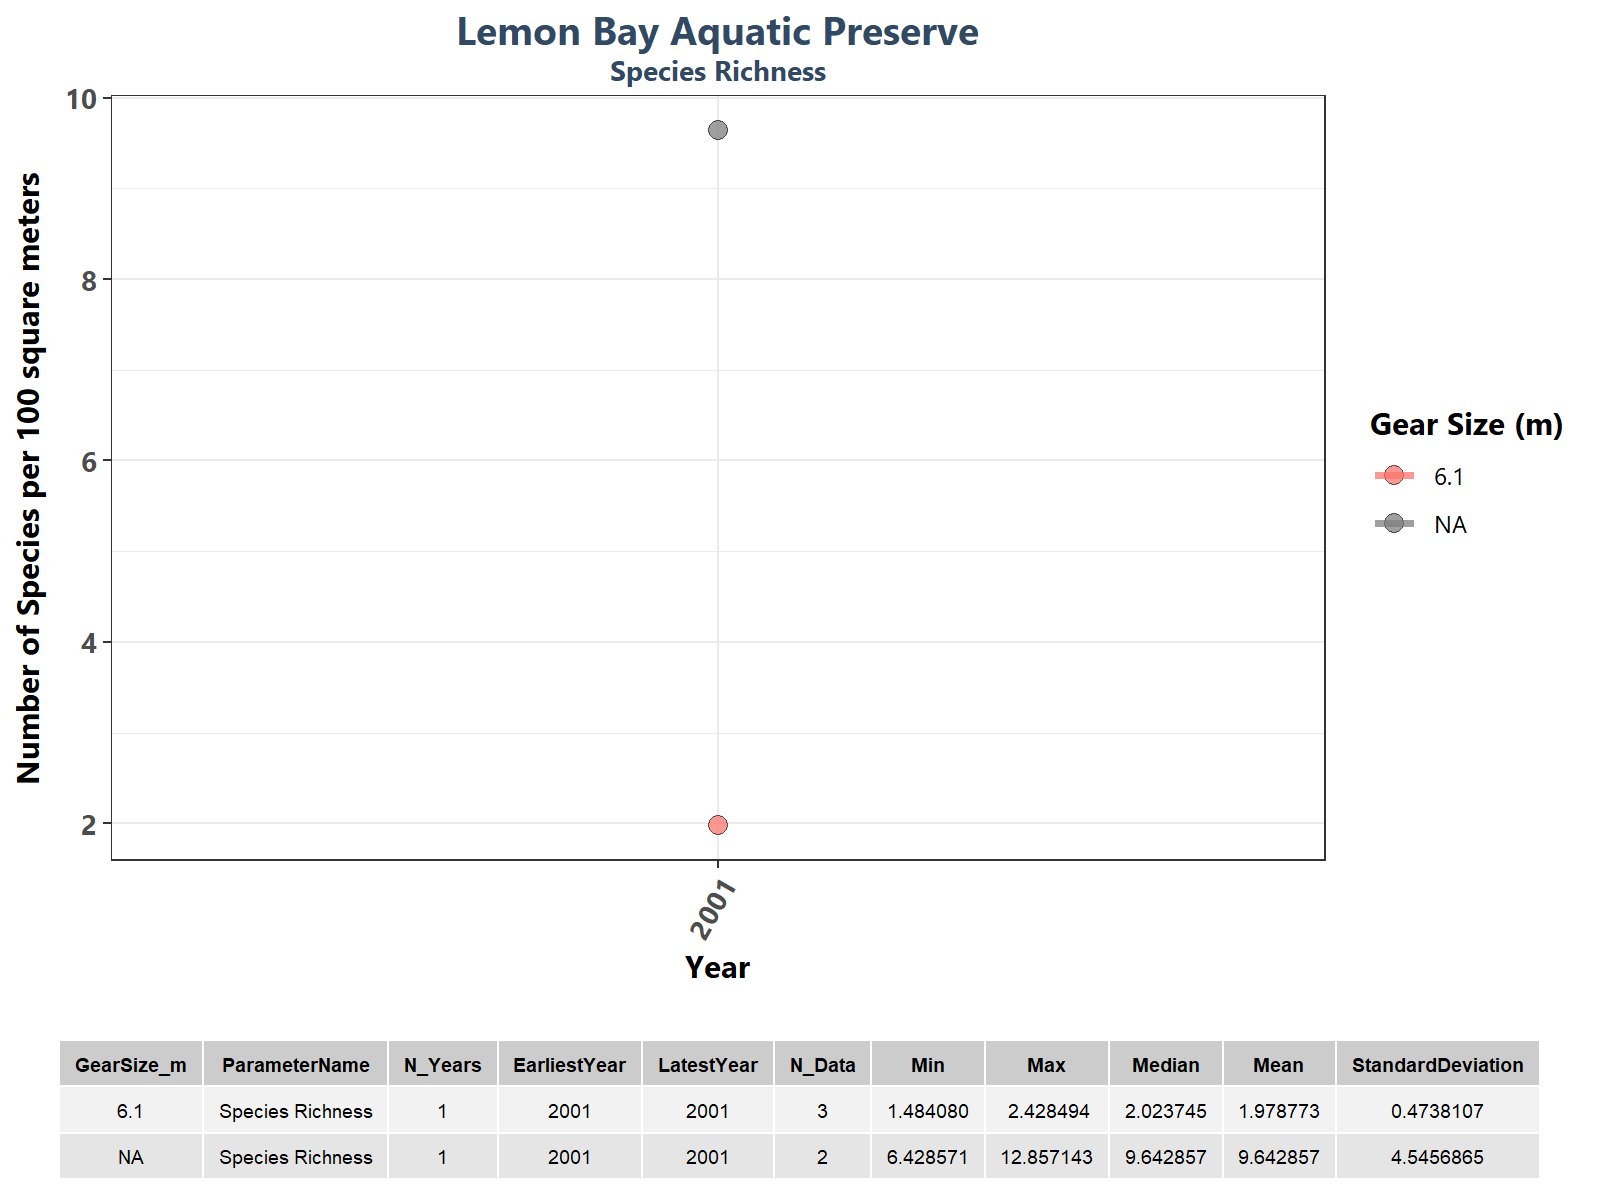 Lemon Bay Aquatic Preserve
Species Richness
Number of Species per 100 square meters
10
8
6
4
2
2001
Year
Gear Size (m)
6.1
NA
GearSize_m ParameterName N_Years EarliestYear LatestYear N_Data Min Max Median Mean StandardDeviation
6.1 Species Richness 1 2001 2001 3 1.484080 2.428494 2.023745 1.978773 0.4738107
NA Species Richness 1 2001 2001 2 6.428571 12.857143 9.642857 9.642857 4.5456865